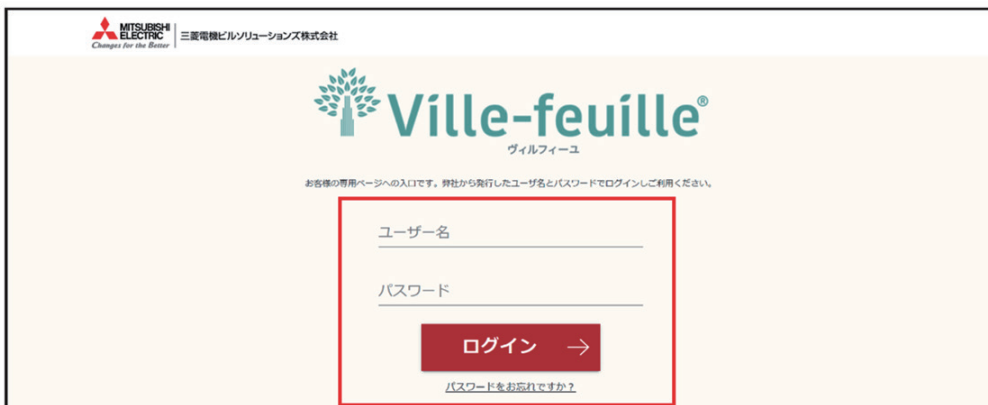 MITSUBISHI
ELECTRIC
Changes for the Better
三菱電機ビルソリューションズ株式会社
Ville-feuille®
ヴィルフィーユ
お客様の専用ページへの入口です。弊社から発行したユーザ名とパスワードでログインしご利用ください。
ユーザー名
パスワード
ログイン →
パスワードをお忘れですか？